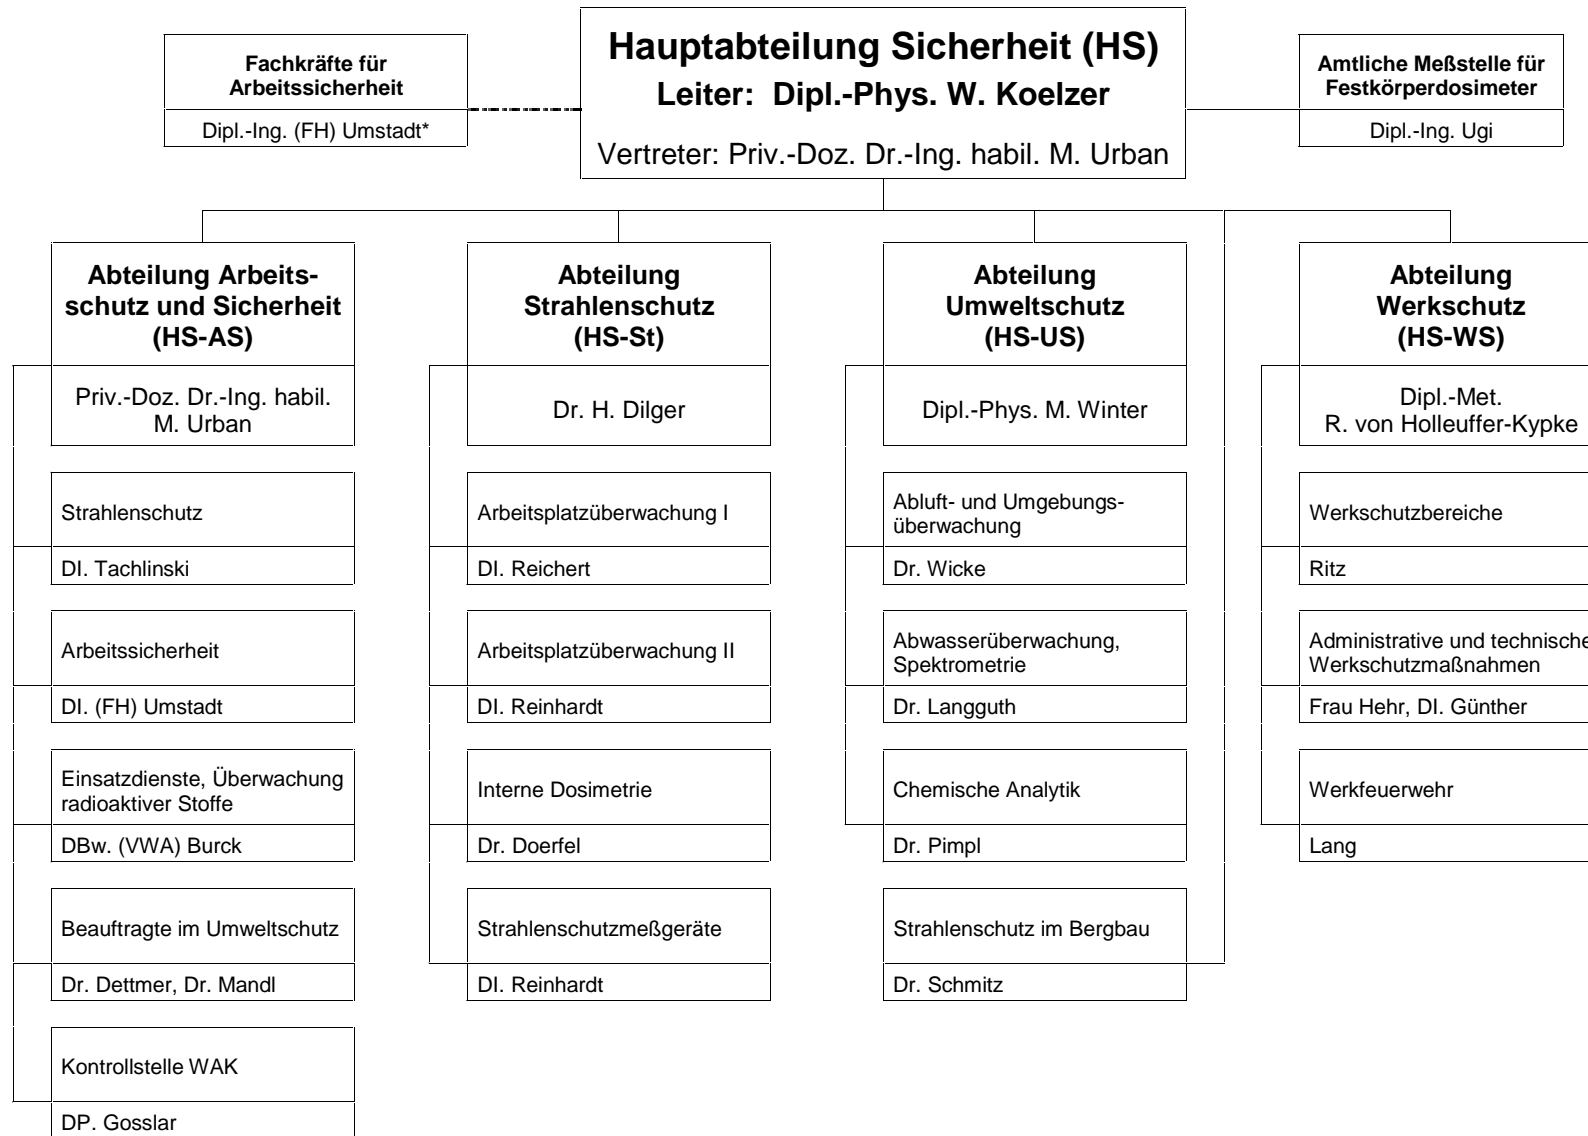 Hauptabteilung Sicherheit (HS)
Leiter: Dipl.-Phys. W. Koelzer
Vertreter: Priv.-Doz. Dr.-Ing. habil. M. Urban
Fachkräfte für
Arbeitssicherheit
Dipl.-Ing. (FH) Umstadt*
Amtliche Meßstelle für
Festkörperdosimeter
Dipl.-Ing. Ugi
Abteilung Arbeits-
schutz und Sicherheit
(HS-AS)
Priv.-Doz. Dr.-Ing. habil.
M. Urban
Strahlenschutz
DI. Tachlinski
Arbeitssicherheit
DI. (FH) Umstadt
Einsatzdienste, Überwachung
radioaktiver Stoffe
DBw. (VWA) Burck
Beauftragte im Umweltschutz
Dr. Dettmer, Dr. Mandl
Kontrollstelle WAK
DP. Gosslar
Abteilung
Strahlenschutz
(HS-St)
Dr. H. Dilger
Arbeitsplatzüberwachung I
DI. Reichert
Arbeitsplatzüberwachung II
DI. Reinhardt
Interne Dosimetrie
Dr. Doerfel
Strahlenschutzmeßgeräte
DI. Reinhardt
Abteilung
Umweltschutz
(HS-US)
Dipl.-Phys. M. Winter
Abluft- und Umgebungs-
überwachung
Dr. Wicke
Abwasserüberwachung,
Spektrometrie
Dr. Langguth
Chemische Analytik
Dr. Pimpl
Strahlenschutz im Bergbau
Dr. Schmitz
Abteilung
Werkschutz
(HS-WS)
Dipl.-Met.
R. von Holleuffer-Kypke
Werkschutzbereiche
Ritz
Administrative und technische
Werkschutzmaßnahmen
Frau Hehr, DI. Günther
Werkfeuerwehr
Lang